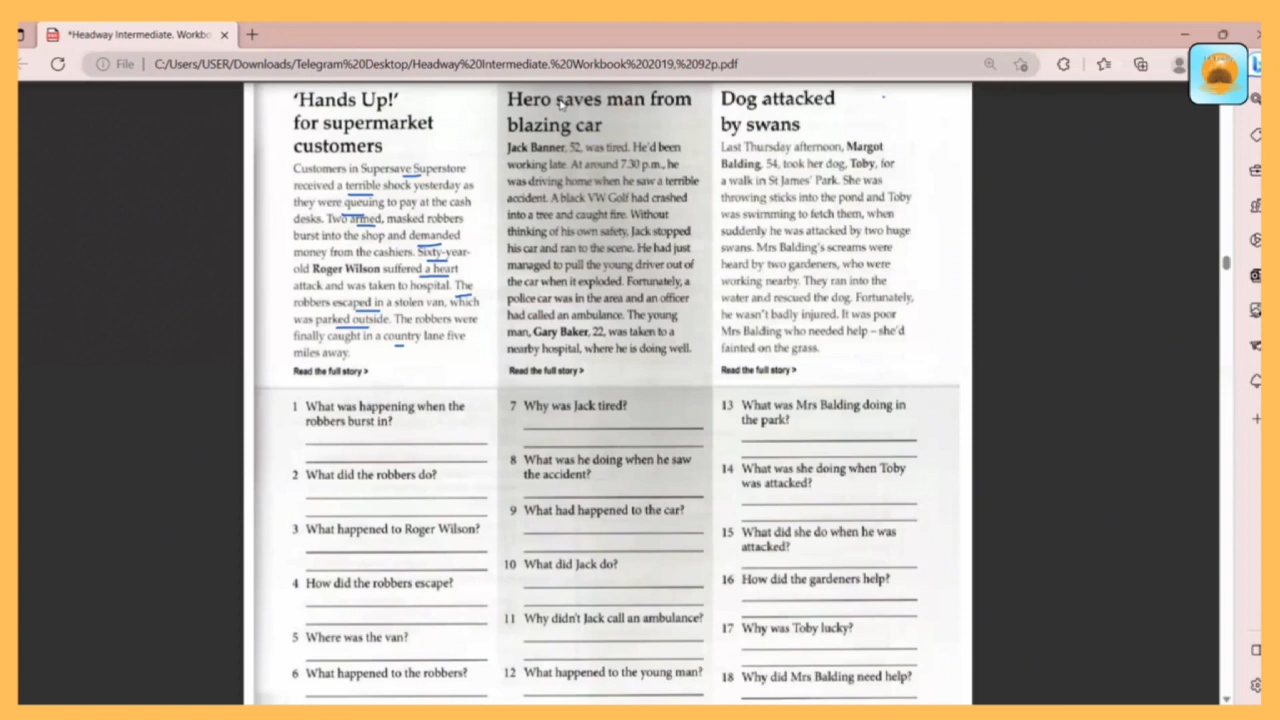 *Headway Intermediate. Workbo
File
C:/Users/USER/Downloads/Telegram%20Desktop/Headway%20Intermediate.%20Workbook%202019,%2092p.pdf
'Hands Up!'
for supermarket
customers
Customers in Supersave Superstore
received a terrible shock yesterday as
they were queuing to pay at the cash
desks. Two armed, masked robbers
burst into the shop and demanded
money from the cashiers. Sixty-year-
old Roger Wilson suffered a heart
attack and was taken to hospital. The
robbers escaped in a stolen van, which
was parked outside. The robbers were
finally caught in a country lane five
miles away.
Read the full story >
1 What was happening when the
robbers burst in?
2 What did the robbers do?
3 What happened to Roger Wilson?
4 How did the robbers escape?
5 Where was the van?
6 What happened to the robbers?
Hero saves man from
blazing car
Jack Banner, 52, was tired. He'd been
working late. At around 7.30 p.m., he
was driving home when he saw a terrible
accident. A black VW Golf had crashed
into a tree and caught fire. Without
thinking of his own safety, Jack stopped
his car and ran to the scene. He had just
managed to pull the young driver out of
the car when it exploded. Fortunately, a
police car was in the area and an officer
had called an ambulance. The young
man, Gary Baker, 22, was taken to a
nearby hospital, where he is doing well.
Read the full story >
7 Why was Jack tired?
8 What was he doing when he saw
the accident?
9 What had happened to the car?
10 What did Jack do?
11 Why didn't Jack call an ambulance?
12 What happened to the young man?
Dog attacked
by swans
Last Thursday afternoon, Margot
Balding, 54, took her dog, Toby, for
a walk in St James' Park. She was
throwing sticks into the pond and Toby
was swimming to fetch them, when
suddenly he was attacked by two huge
swans. Mrs Balding's screams were
heard by two gardeners, who were
working nearby. They ran into the
water and rescued the dog. Fortunately,
he wasn't badly injured. It was poor
Mrs Balding who needed help – she'd
fainted on the grass.
Read the full story >
13 What was Mrs Balding doing in
the park?
14 What was she doing when Toby
was attacked?
15 What did she do when he was
attacked?
16 How did the gardeners help?
17 Why was Toby lucky?
18 Why did Mrs Balding need help?